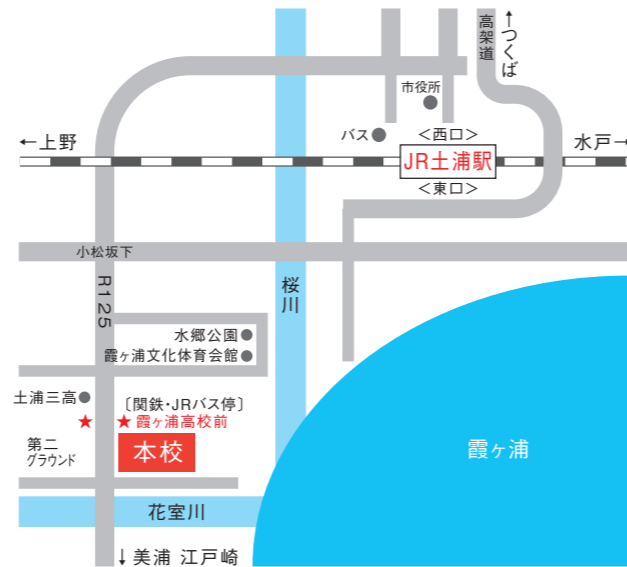 ↑つくば
高架道
市役所
バス
<西口>
←上野
水戸→
JR土浦駅
<東口>
小松坂下
R125
桜川
水郷公園
霞ヶ浦文化体育会館
土浦三高
〔関鉄・JRバス停〕
★ ★霞ヶ浦高校前
第二
グラウンド
本校
霞ヶ浦
花室川
↓美浦 江戸崎